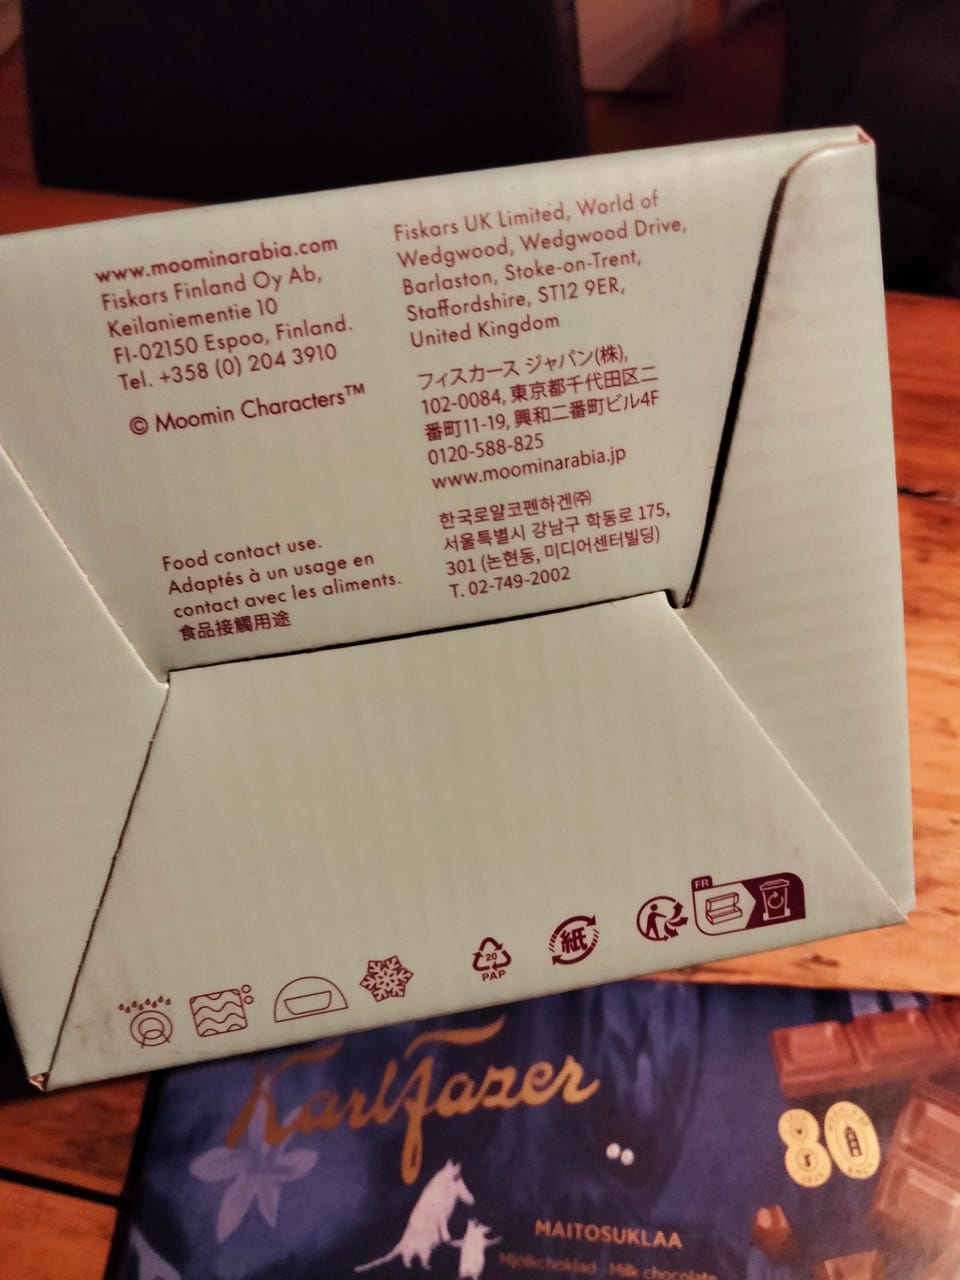 www.moominarabia.com
Fiskars Finland Oy Ab,
Keilaniementie 10
FI-02150 Espoo, Finland.
Tel. +358 (0) 204 3910
© Moomin Characters™
Fiskars UK Limited, World of
Wedgwood, Wedgwood Drive,
Barlaston, Stoke-on-Trent,
Staffordshire, ST12 9ER,
United Kingdom
フィスカース ジャパン(株),
102-0084, 東京都千代田区二
番町11-19, 興和二番町ビル4F
0120-588-825
www.moominarabia.jp
한국로얄코펜하겐㈜
서울특별시 강남구 학동로 175,
301 (논현동, 미디어센터빌딩)
T. 02-749-2002
Food contact use.
Adaptés à un usage en
contact avec les aliments.
食品接觸用途
20
PAP
紙
FR
Karl Fazer
80
MAITOSUKLAA
Mjölkchoklad · Milk chocolate